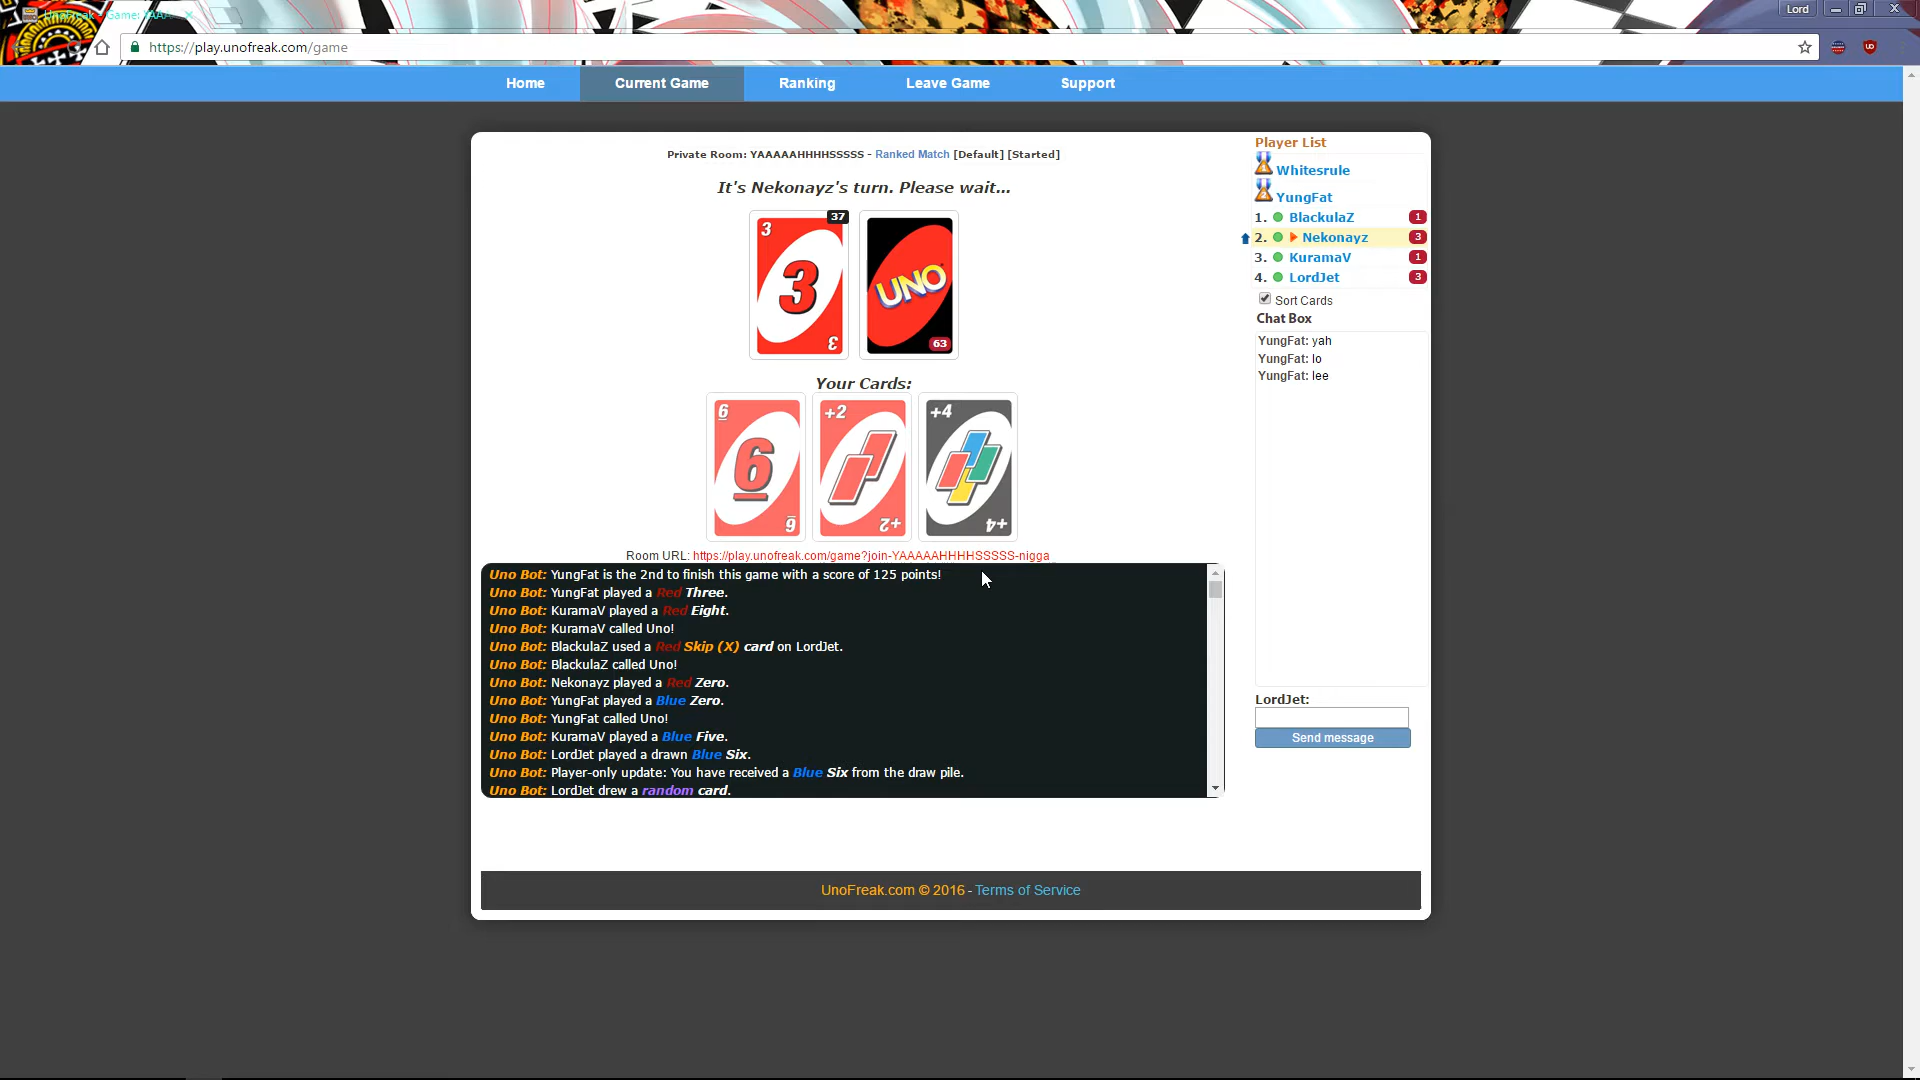 UnoFreak - Game: YAAA
Lord
https://play.unofreak.com/game
Home Current Game Ranking Leave Game Support
Private Room: YAAAAAHHHHSSSSS - Ranked Match [Default] [Started]
It's Nekonayz's turn. Please wait...
3 37
3
3
UNO
63
Your Cards:
6 +2 +4
6
6 +2 +4
Room URL: https://play.unofreak.com/game?join-YAAAAAHHHHSSSSS-nigga
Uno Bot: YungFat is the 2nd to finish this game with a score of 125 points!
Uno Bot: YungFat played a Red Three.
Uno Bot: KuramaV played a Red Eight.
Uno Bot: KuramaV called Uno!
Uno Bot: BlackulaZ used a Red Skip (X) card on LordJet.
Uno Bot: BlackulaZ called Uno!
Uno Bot: Nekonayz played a Red Zero.
Uno Bot: YungFat played a Blue Zero.
Uno Bot: YungFat called Uno!
Uno Bot: KuramaV played a Blue Five.
Uno Bot: LordJet played a drawn Blue Six.
Uno Bot: Player-only update: You have received a Blue Six from the draw pile.
Uno Bot: LordJet drew a random card.
Player List
Whitesrule
YungFat
1. BlackulaZ 1
2. Nekonayz 3
3. KuramaV 1
4. LordJet 3
Sort Cards
Chat Box
YungFat: yah
YungFat: lo
YungFat: lee
LordJet:
Send message
UnoFreak.com © 2016 - Terms of Service